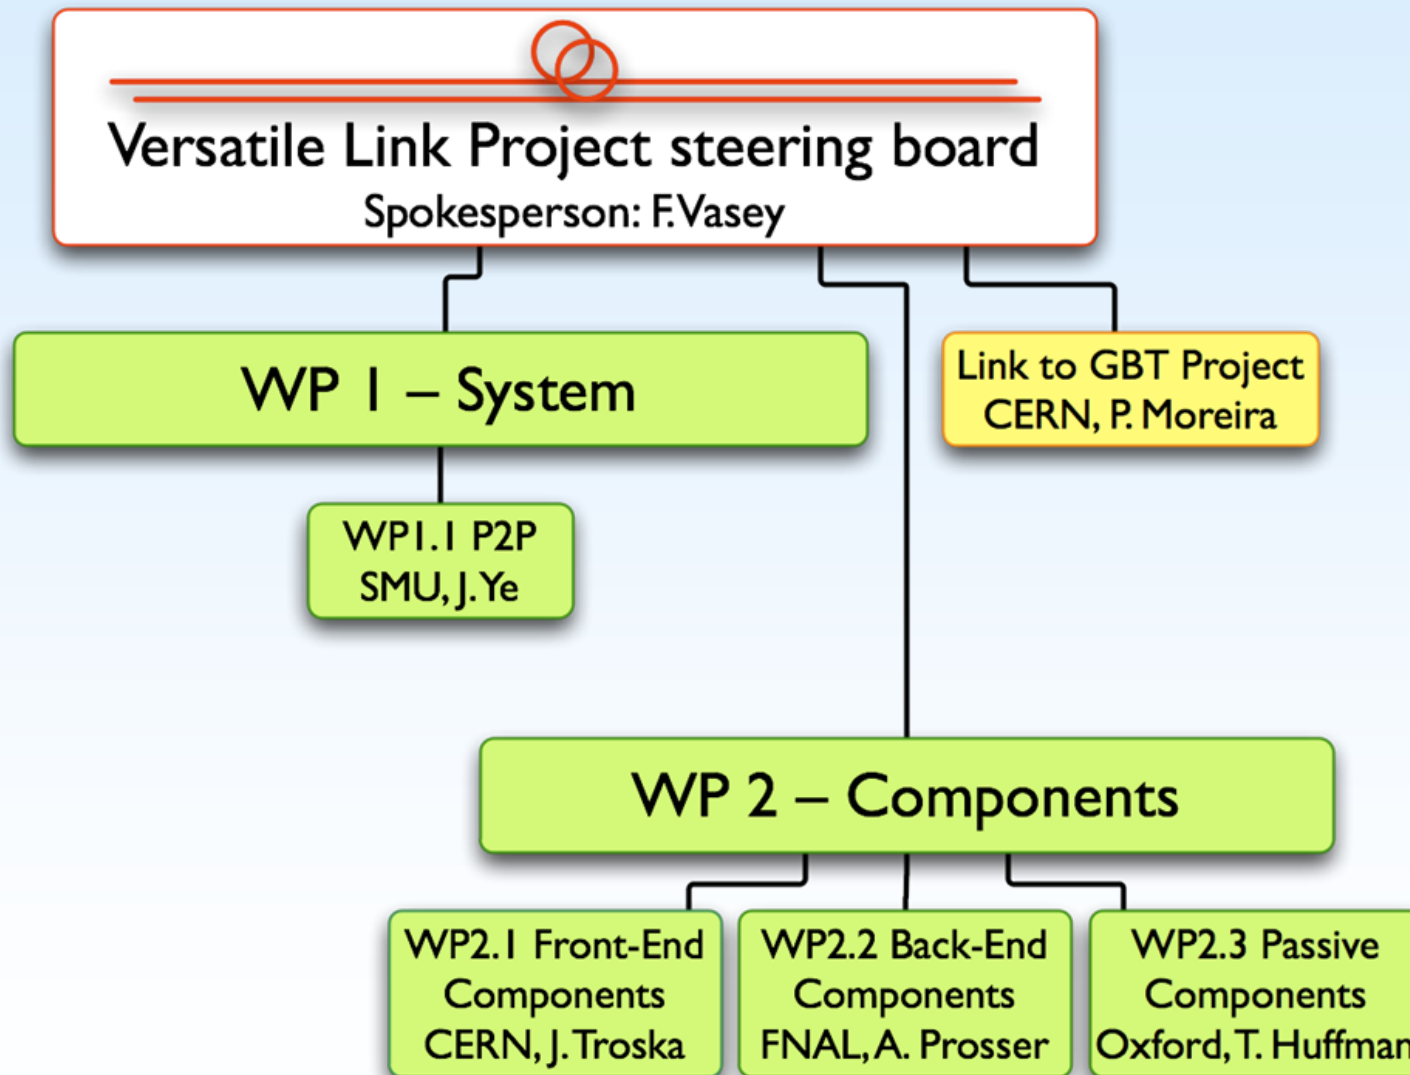 Versatile Link Project steering board
Spokesperson: F. Vasey
WP 1 – System
Link to GBT Project
CERN, P. Moreira
WP1.1 P2P
SMU, J. Ye
WP 2 – Components
WP2.1 Front-End
Components
CERN, J. Troska
WP2.2 Back-End
Components
FNAL, A. Prosser
WP2.3 Passive
Components
Oxford, T. Huffman